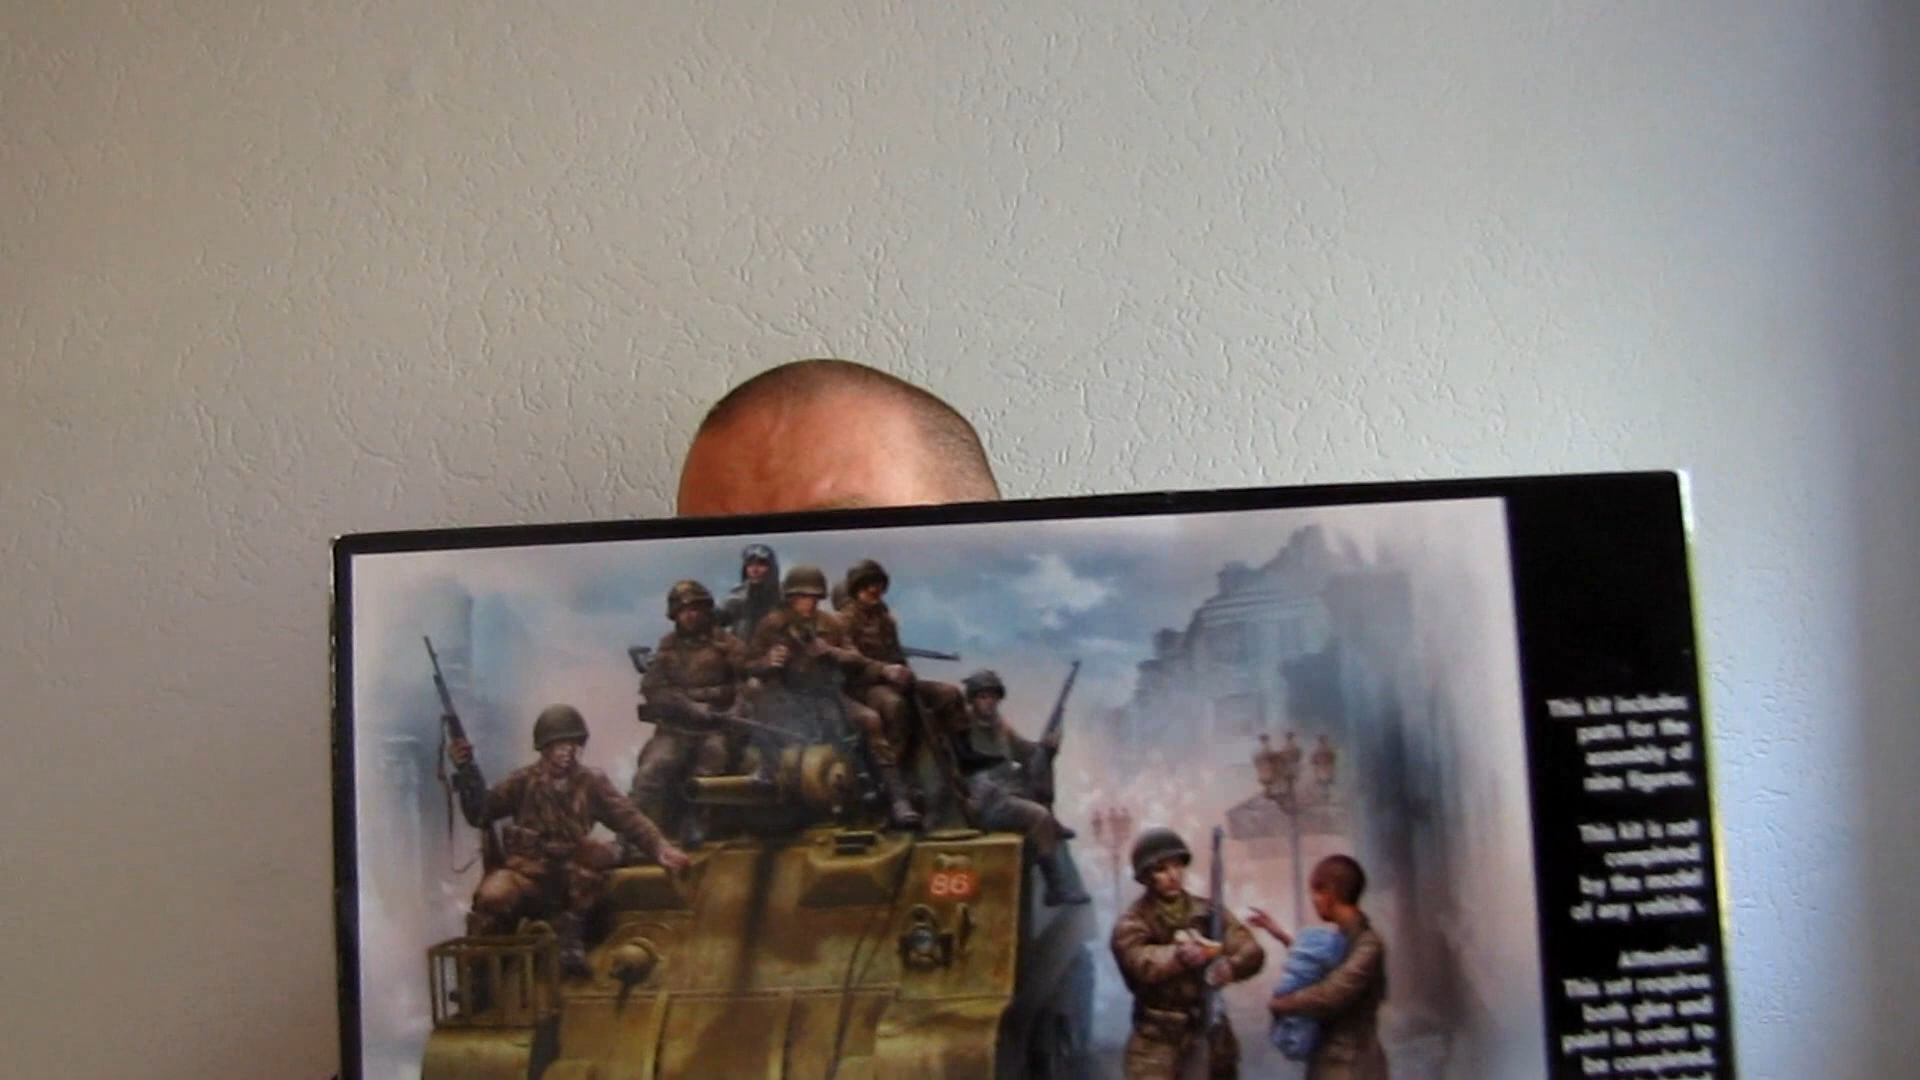 86
This kit includes
parts for the
assembly of
nine figures.
This kit is not
completed
by the model
of any vehicle.
Attention!
This set requires
both glue and
paint in order to
be completed.